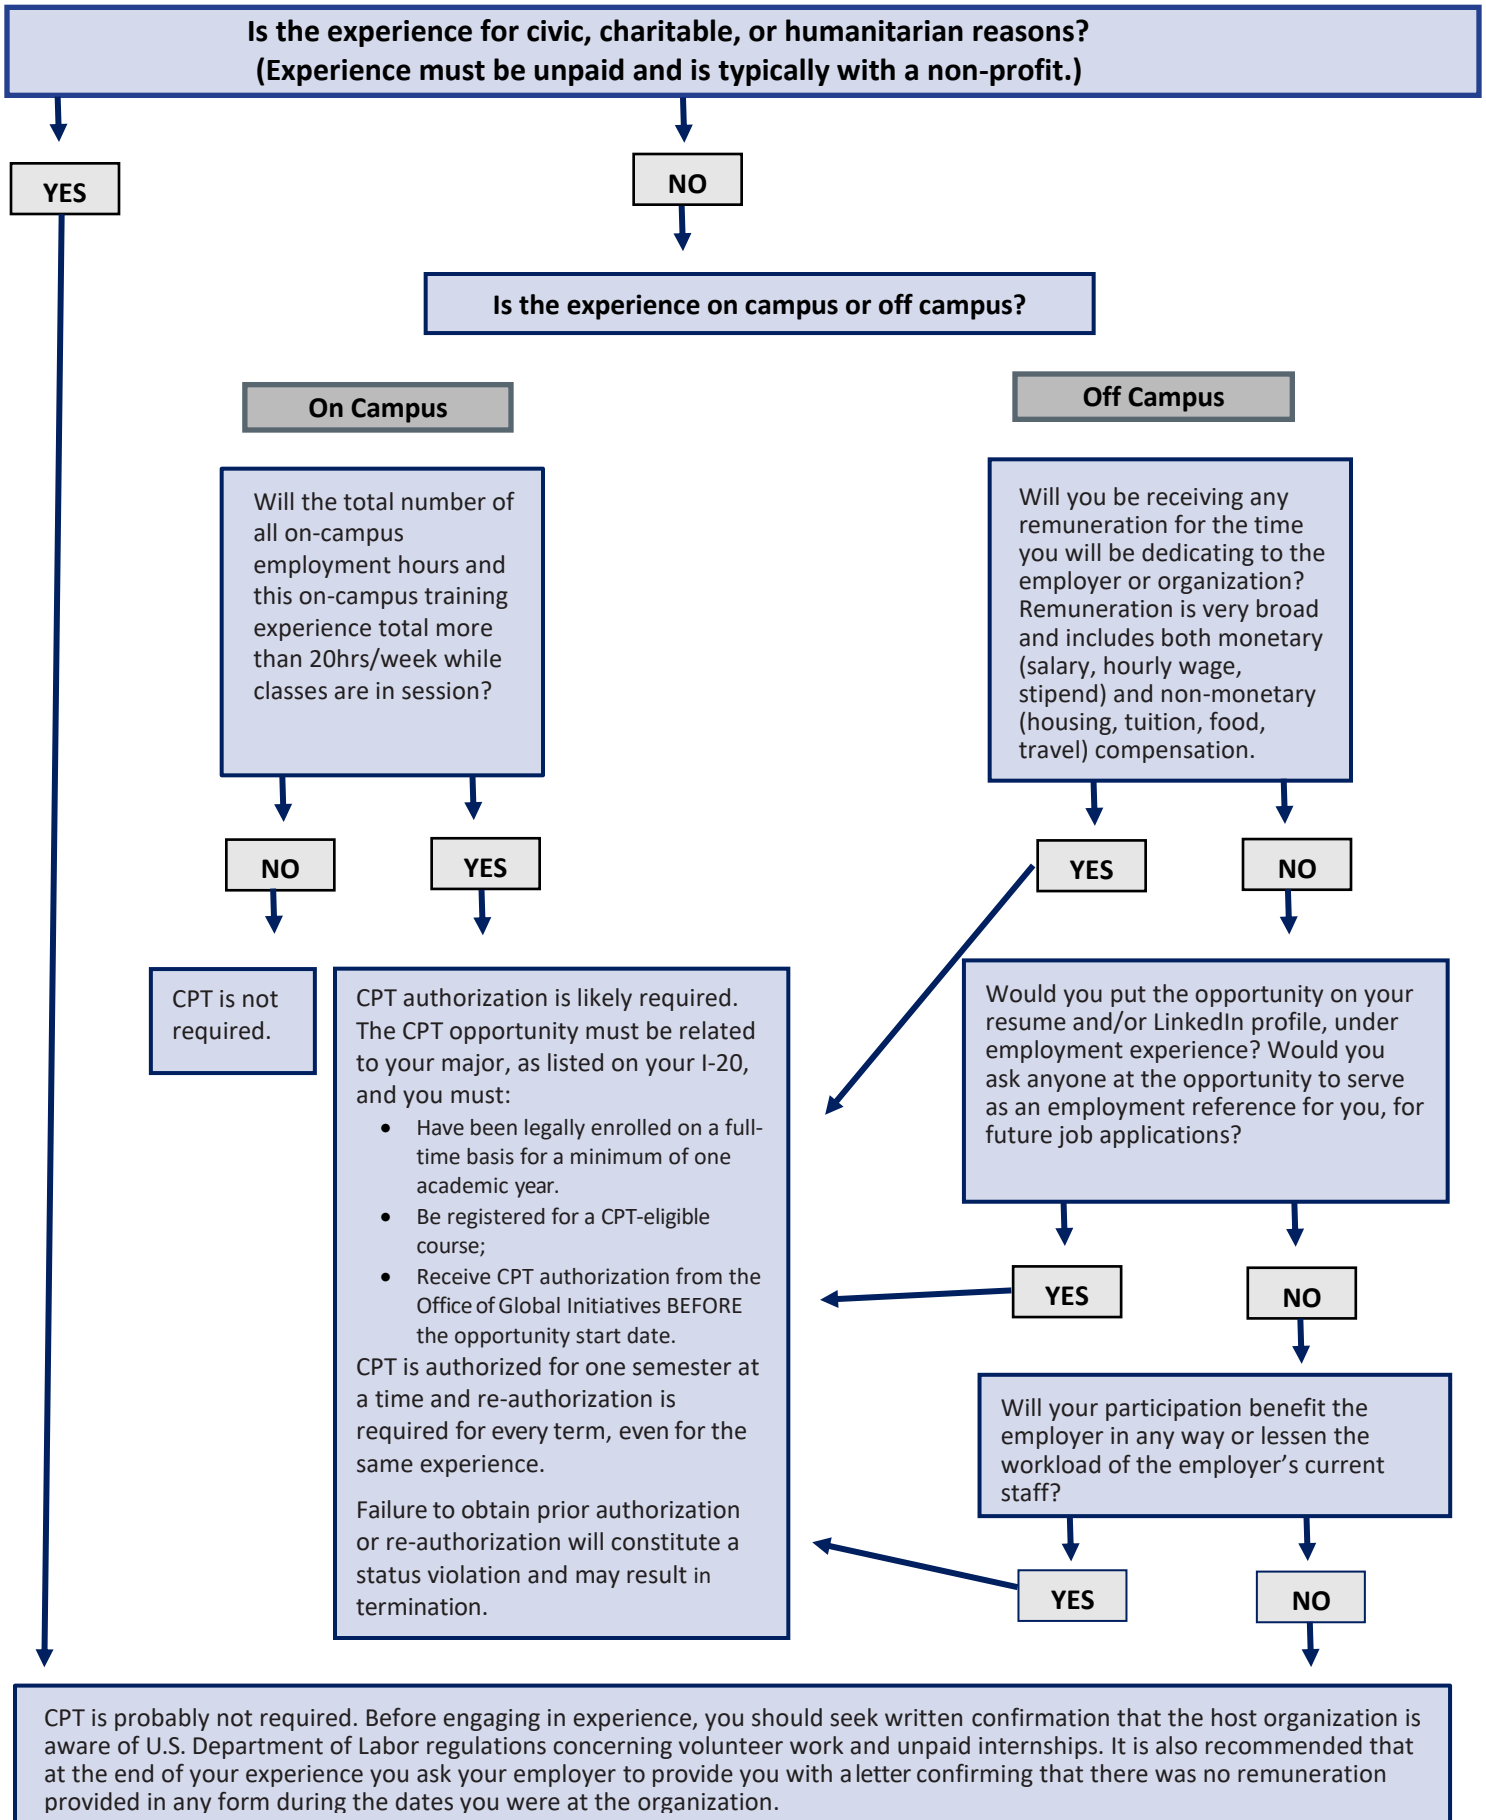 Is the experience for civic, charitable, or humanitarian reasons?
(Experience must be unpaid and is typically with a non-profit.)
YES
NO
Is the experience on campus or off campus?
On Campus
Off Campus
Will the total number of
all on-campus
employment hours and
this on-campus training
experience total more
than 20hrs/week while
classes are in session?
Will you be receiving any
remuneration for the time
you will be dedicating to the
employer or organization?
Remuneration is very broad
and includes both monetary
(salary, hourly wage,
stipend) and non-monetary
(housing, tuition, food,
travel) compensation.
NO
YES
YES
NO
CPT is not
required.
CPT authorization is likely required.
The CPT opportunity must be related
to your major, as listed on your I-20,
and you must:
• Have been legally enrolled on a full-
time basis for a minimum of one
academic year.
• Be registered for a CPT-eligible
course;
• Receive CPT authorization from the
Office of Global Initiatives BEFORE
the opportunity start date.
CPT is authorized for one semester at
a time and re-authorization is
required for every term, even for the
same experience.
Failure to obtain prior authorization
or re-authorization will constitute a
status violation and may result in
termination.
Would you put the opportunity on your
resume and/or LinkedIn profile, under
employment experience? Would you
ask anyone at the opportunity to serve
as an employment reference for you, for
future job applications?
YES
NO
Will your participation benefit the
employer in any way or lessen the
workload of the employer's current
staff?
YES
NO
CPT is probably not required. Before engaging in experience, you should seek written confirmation that the host organization is
aware of U.S. Department of Labor regulations concerning volunteer work and unpaid internships. It is also recommended that
at the end of your experience you ask your employer to provide you with a letter confirming that there was no remuneration
provided in any form during the dates you were at the organization.